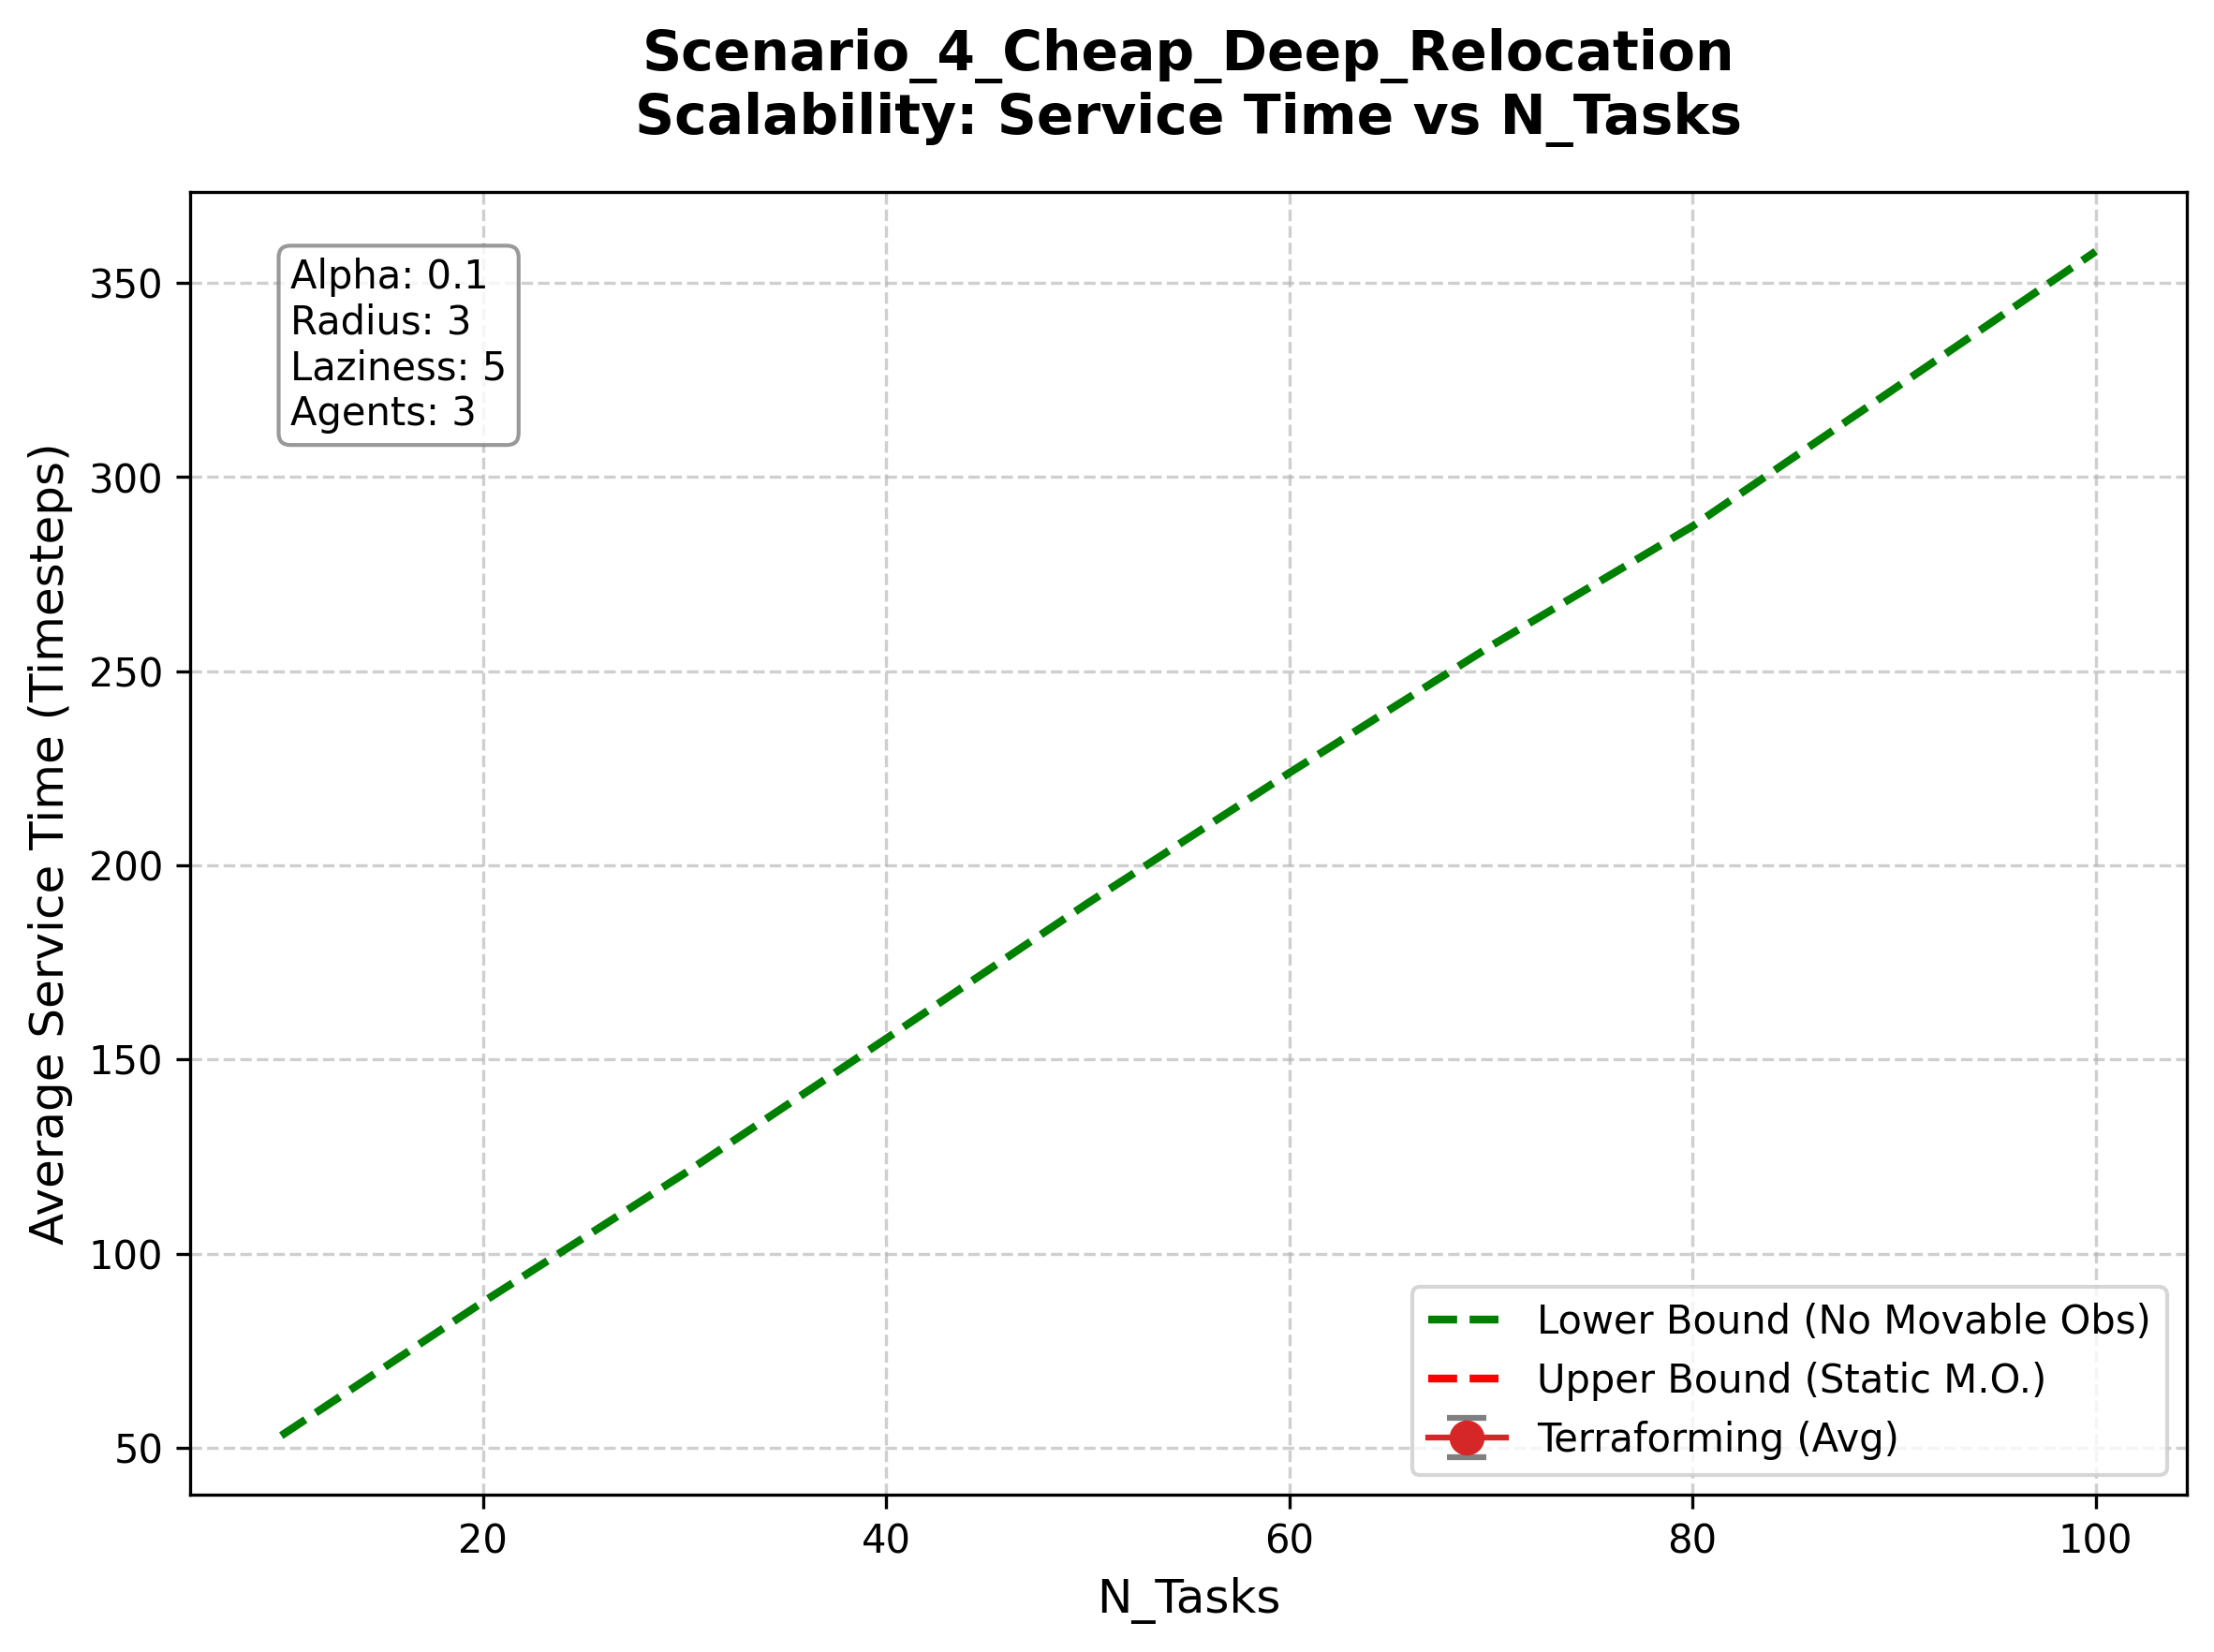 Scenario_4_Cheap_Deep_Relocation
Scalability: Service Time vs N_Tasks
Alpha: 0.1
Radius: 3
Laziness: 5
Agents: 3
Average Service Time (Timesteps)
350
300
250
200
150
100
50
Lower Bound (No Movable Obs)
Upper Bound (Static M.O.)
Terraforming (Avg)
20
40
60
80
100
N_Tasks